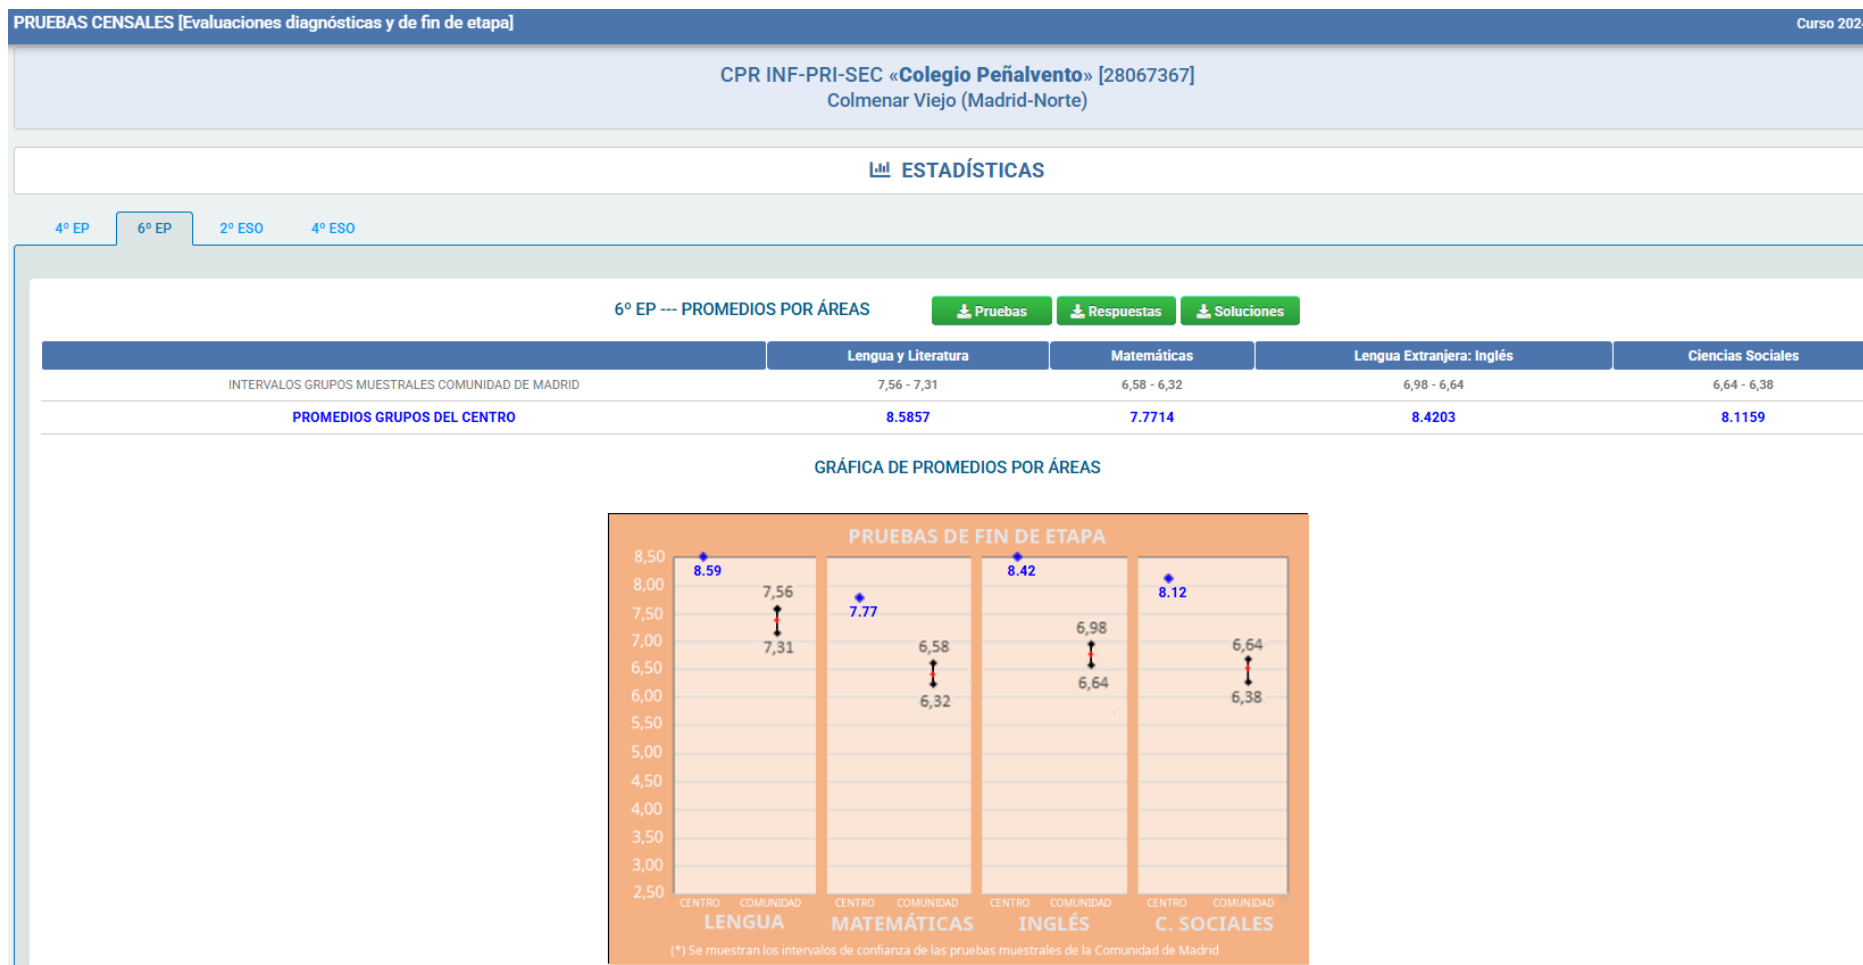 PRUEBAS CENSALES [Evaluaciones diagnósticas y de fin de etapa] Curso 202
CPR INF-PRI-SEC «Colegio Peñalvento» [28067367]
Colmenar Viejo (Madrid-Norte)
ESTADÍSTICAS
4º EP 6º EP 2º ESO 4º ESO
6º EP --- PROMEDIOS POR ÁREAS Pruebas Respuestas Soluciones
Lengua y Literatura Matemáticas Lengua Extranjera: Inglés Ciencias Sociales
INTERVALOS GRUPOS MUESTRALES COMUNIDAD DE MADRID 7,56 - 7,31 6,58 - 6,32 6,98 - 6,64 6,64 - 6,38
PROMEDIOS GRUPOS DEL CENTRO 8.5857 7.7714 8.4203 8.1159
GRÁFICA DE PROMEDIOS POR ÁREAS
PRUEBAS DE FIN DE ETAPA
8,50
8.59 8.42
8,00 7,56 8.12
7,50 7.77
7,00 7,31 6,58 6,98 6,64
6,50
6,00 6,32 6,64 6,38
5,50
5,00
4,50
4,00
3,50
3,00
2,50
CENTRO COMUNIDAD CENTRO COMUNIDAD CENTRO COMUNIDAD CENTRO COMUNIDAD
LENGUA MATEMÁTICAS INGLÉS C. SOCIALES
(*) Se muestran los intervalos de confianza de las pruebas muestrales de la Comunidad de Madrid